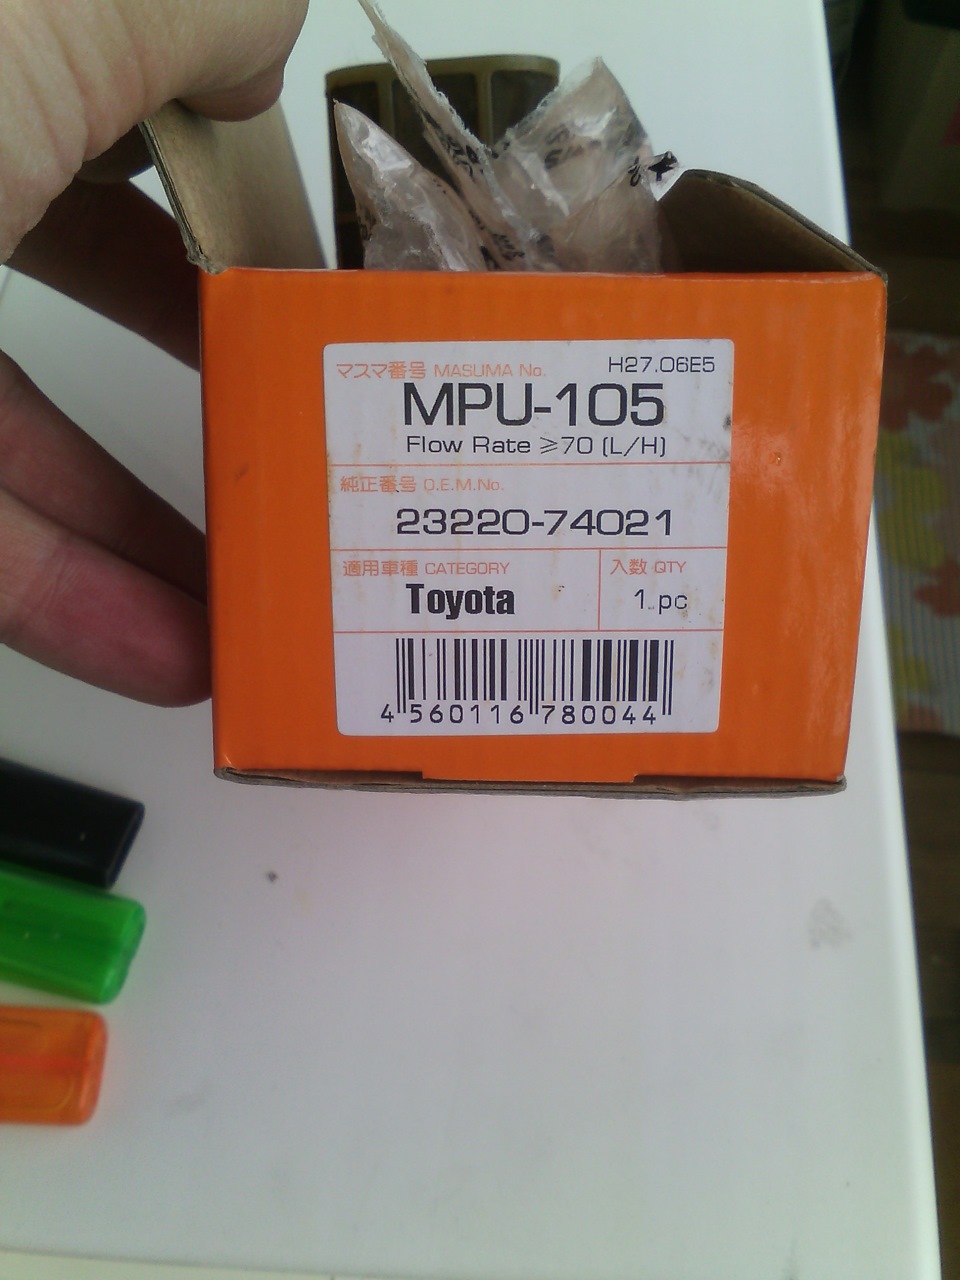 マスマ番号 MASUMA No. H27.06E5
MPU-105
Flow Rate ≥70 (L/H)
純正番号 O.E.M.No.
23220-74021
適用車種 CATEGORY
Toyota
入数 QTY
1 pc
4 560116 780044